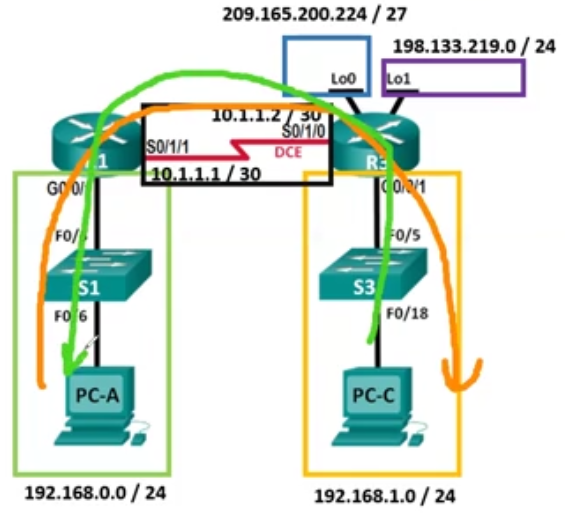 209.165.200.224 / 27
198.133.219.0 / 24
Lo0 Lo1
10.1.1.2 / 30
S0/1/0
S0/1/1
DCE
10.1.1.1 / 30
R3
F0/5
S1 S3
F0/18
PC-A PC-C
192.168.0.0 / 24
192.168.1.0 / 24